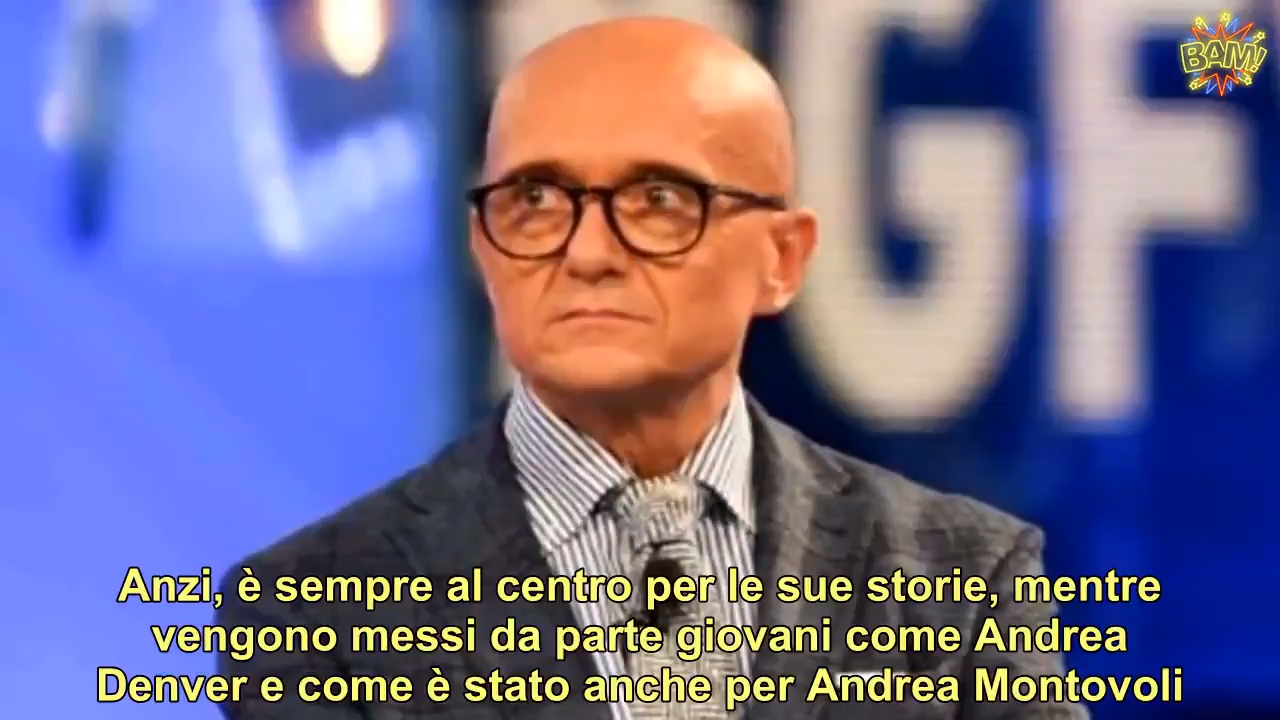 BAM!
GF
Anzi, è sempre al centro per le sue storie, mentre
vengono messi da parte giovani come Andrea
Denver e come è stato anche per Andrea Montovoli